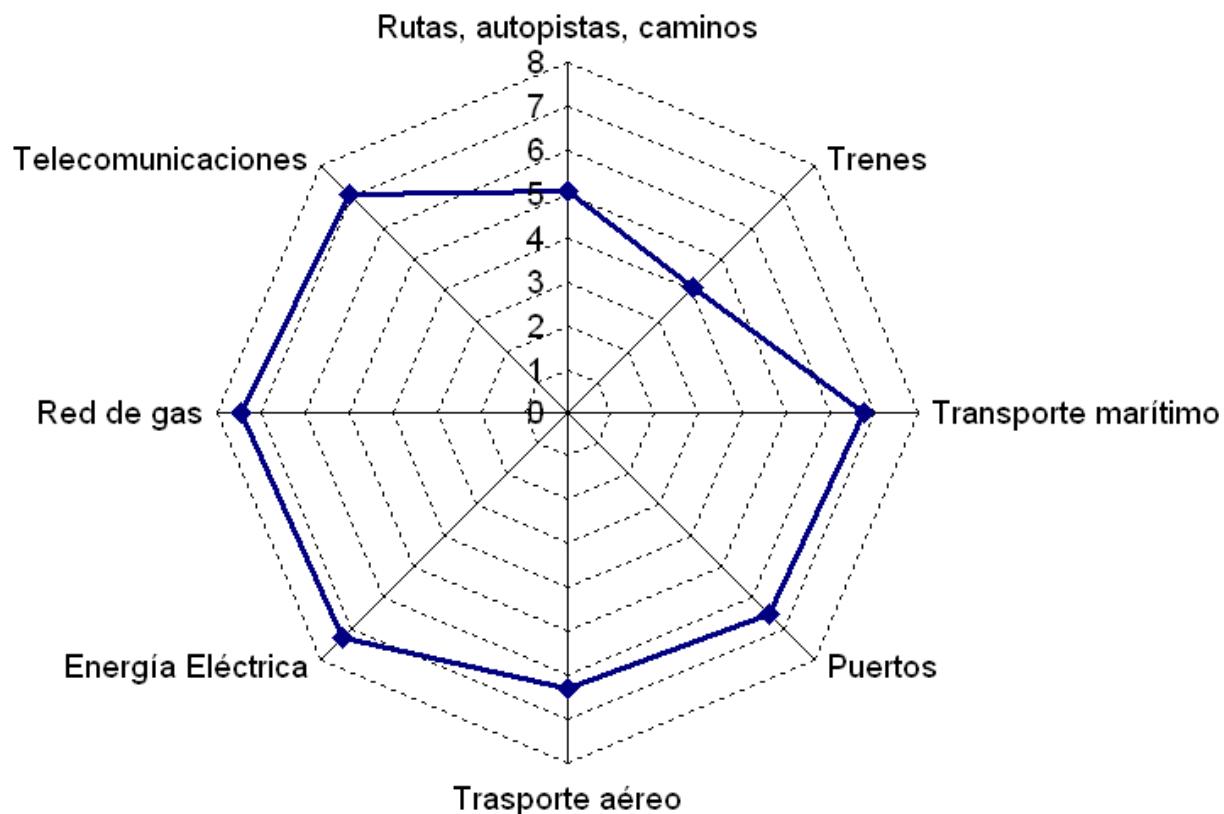 Rutas, autopistas, caminos
8
7
6
5
4
3
2
1
0
Telecomunicaciones
Trenes
Red de gas
Transporte marítimo
Energía Eléctrica
Puertos
Trasporte aéreo